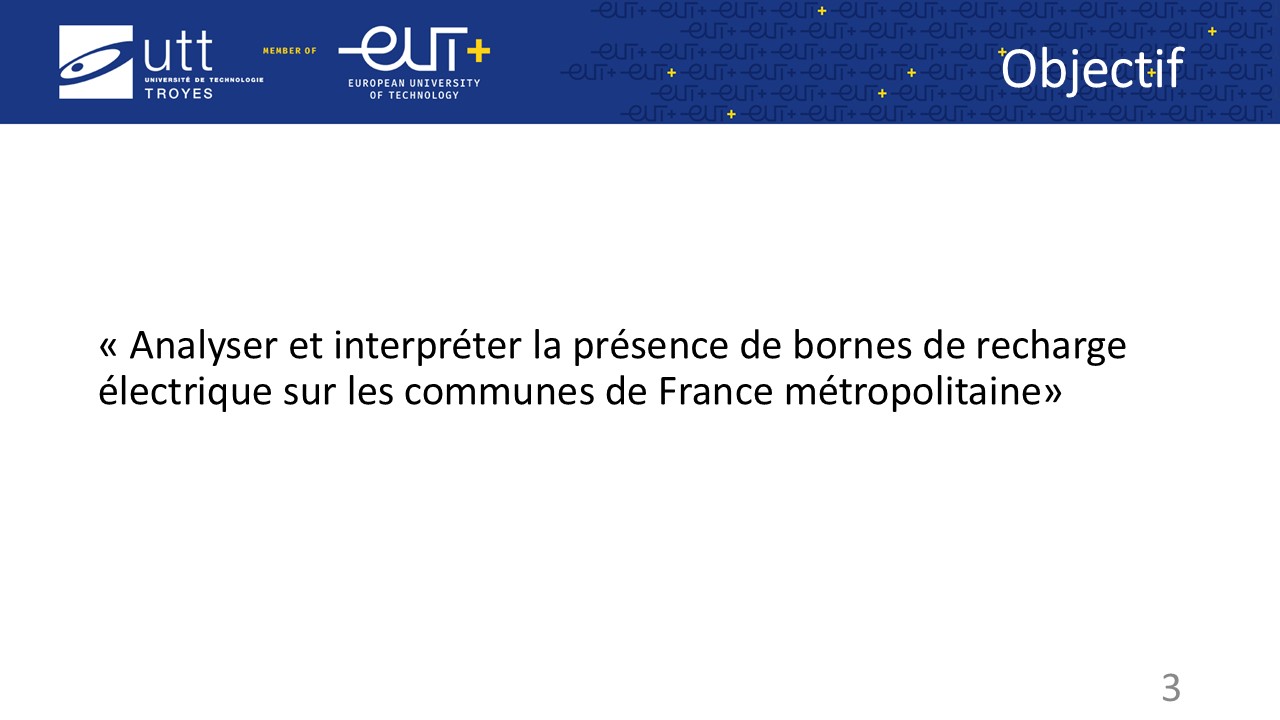 utt
UNIVERSITÉ DE TECHNOLOGIE
TROYES
MEMBER OF
EUT+
EUROPEAN UNIVERSITY
OF TECHNOLOGY
Objectif
« Analyser et interpréter la présence de bornes de recharge
électrique sur les communes de France métropolitaine»
3